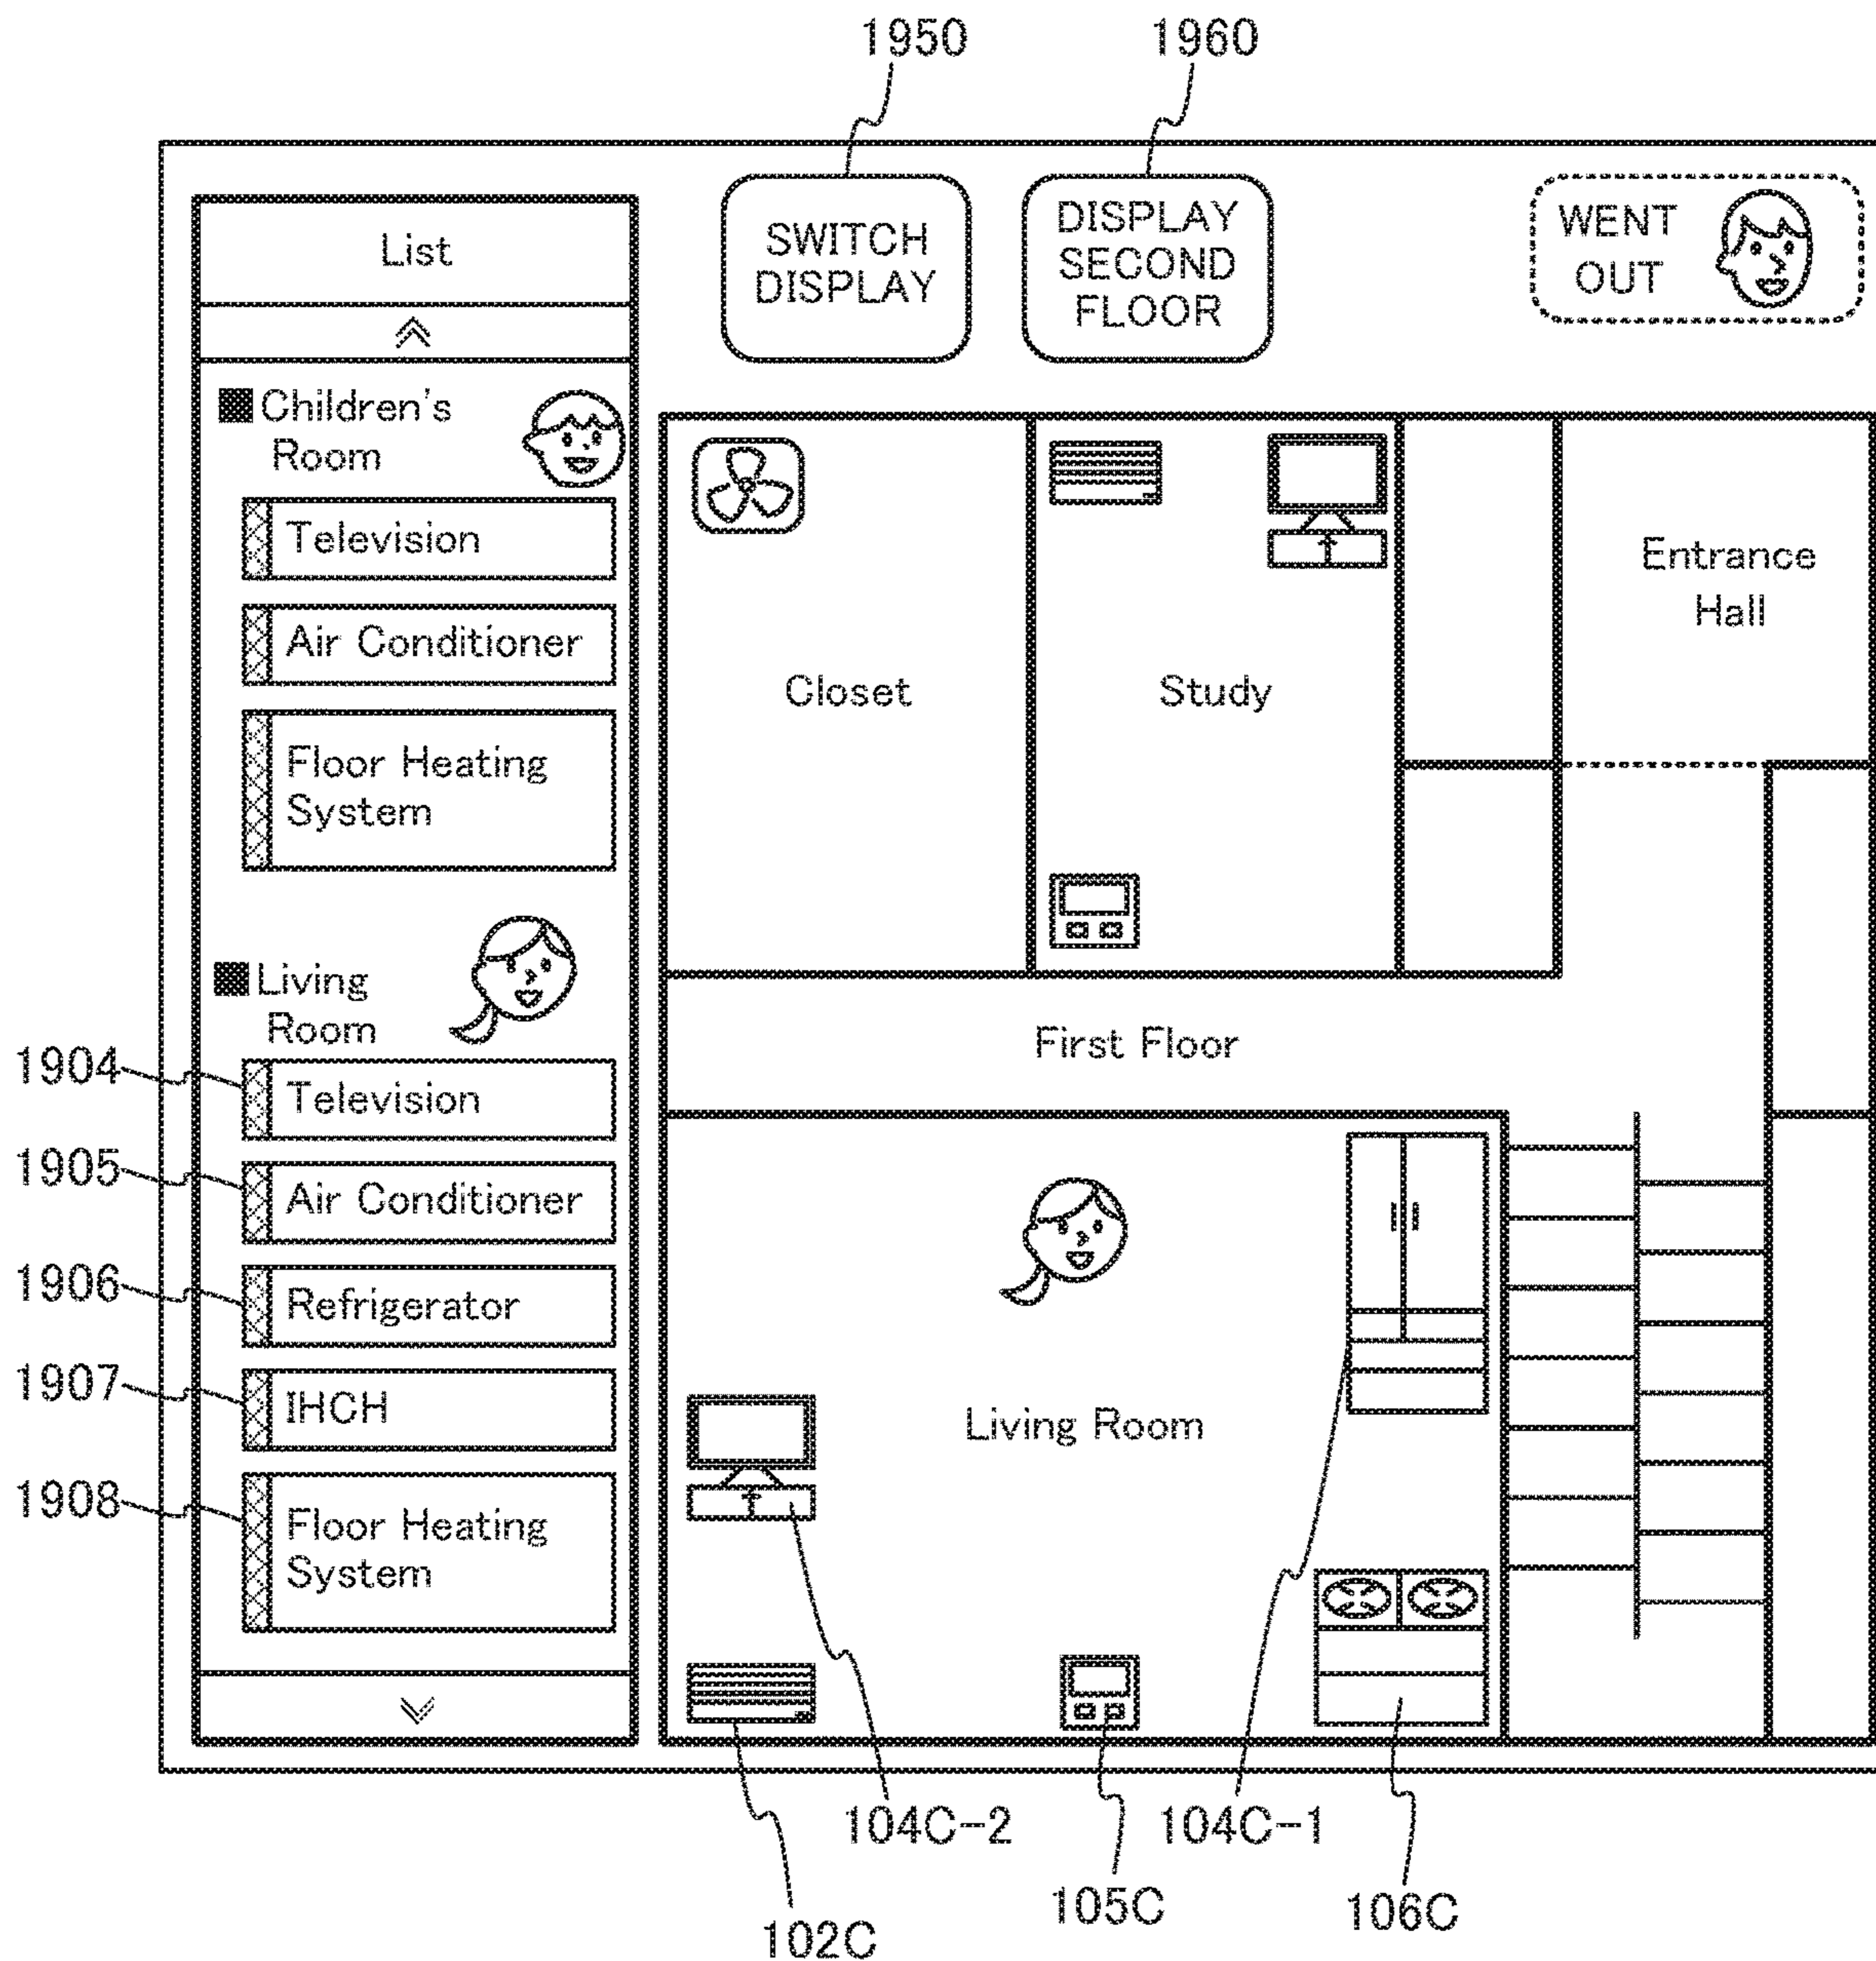 1950
1960
SWITCH
DISPLAY
DISPLAY
SECOND
FLOOR
WENT
OUT
List
Children's
Room
Television
Air Conditioner
Floor Heating
System
Living
Room
1904
Television
1905
Air Conditioner
1906
Refrigerator
1907
IHCH
1908
Floor Heating
System
Closet
Study
Entrance
Hall
First Floor
Living Room
104C-2
104C-1
105C
106C
102C